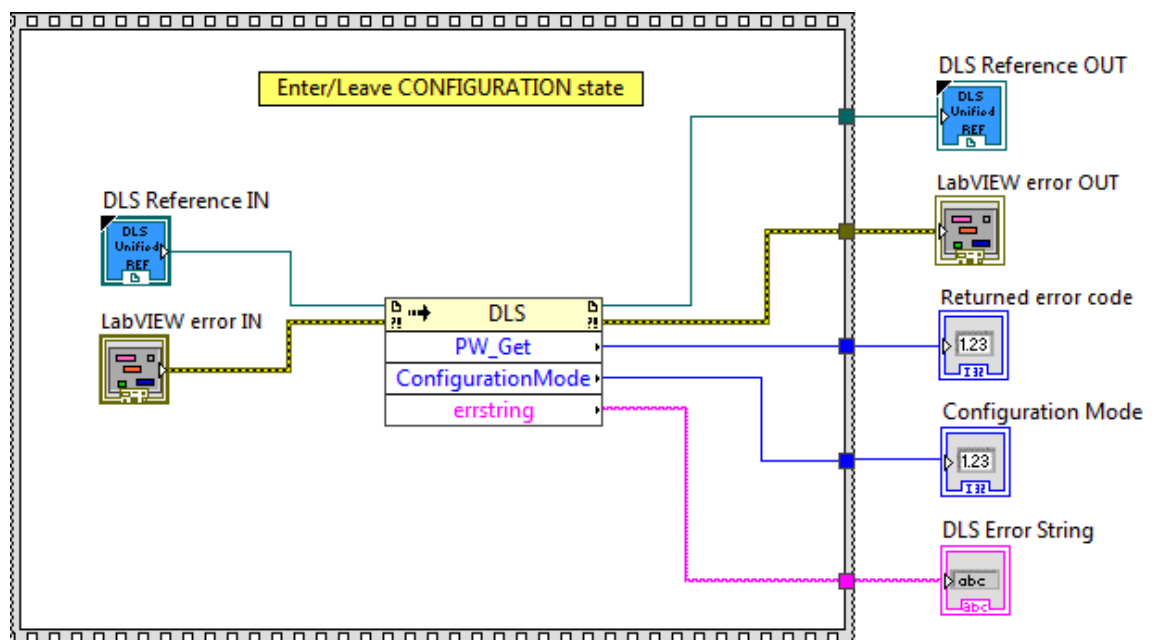 Enter/Leave CONFIGURATION state
DLS Reference IN
DLS
Unified
REF
LabVIEW error IN
?!
?!
DLS
PW_Get
ConfigurationMode
errstring
DLS Reference OUT
DLS
Unified
REF
LabVIEW error OUT
Returned error code
1.23
I32
Configuration Mode
1.23
I32
DLS Error String
abc
abc